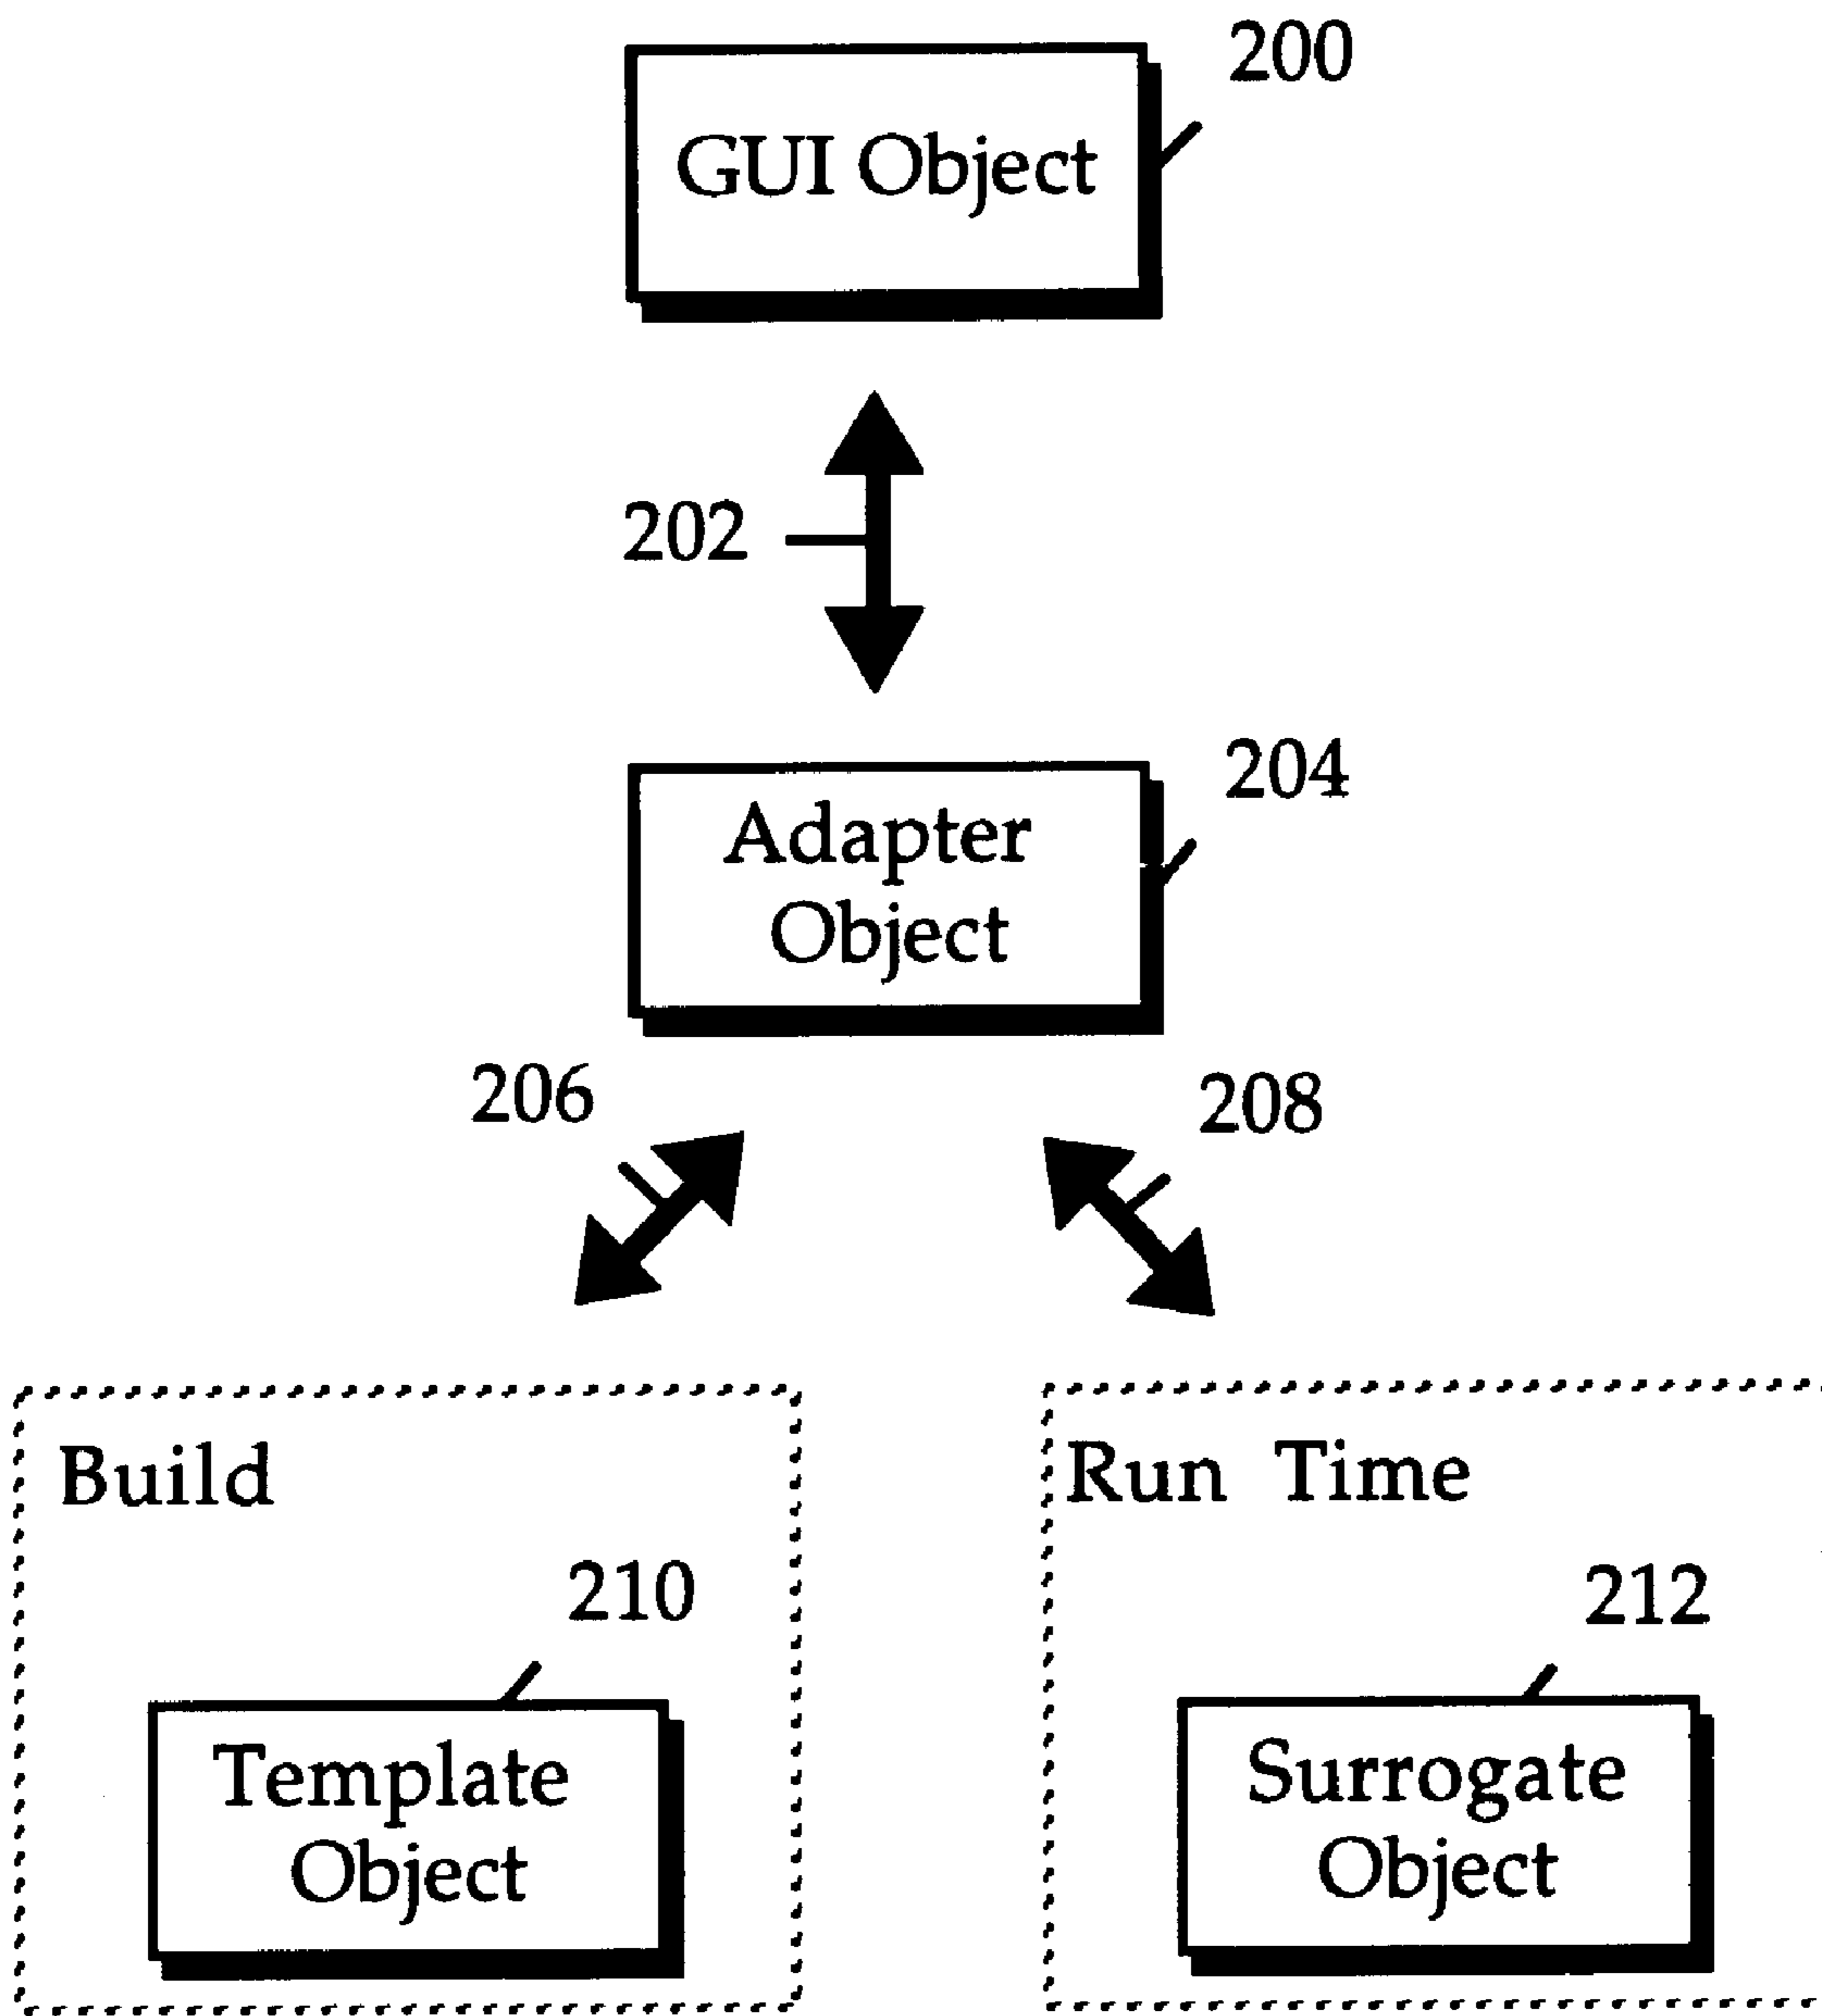 200
GUI Object
202
204
Adapter
Object
206
208
Build
Run Time
210
212
Template
Object
Surrogate
Object